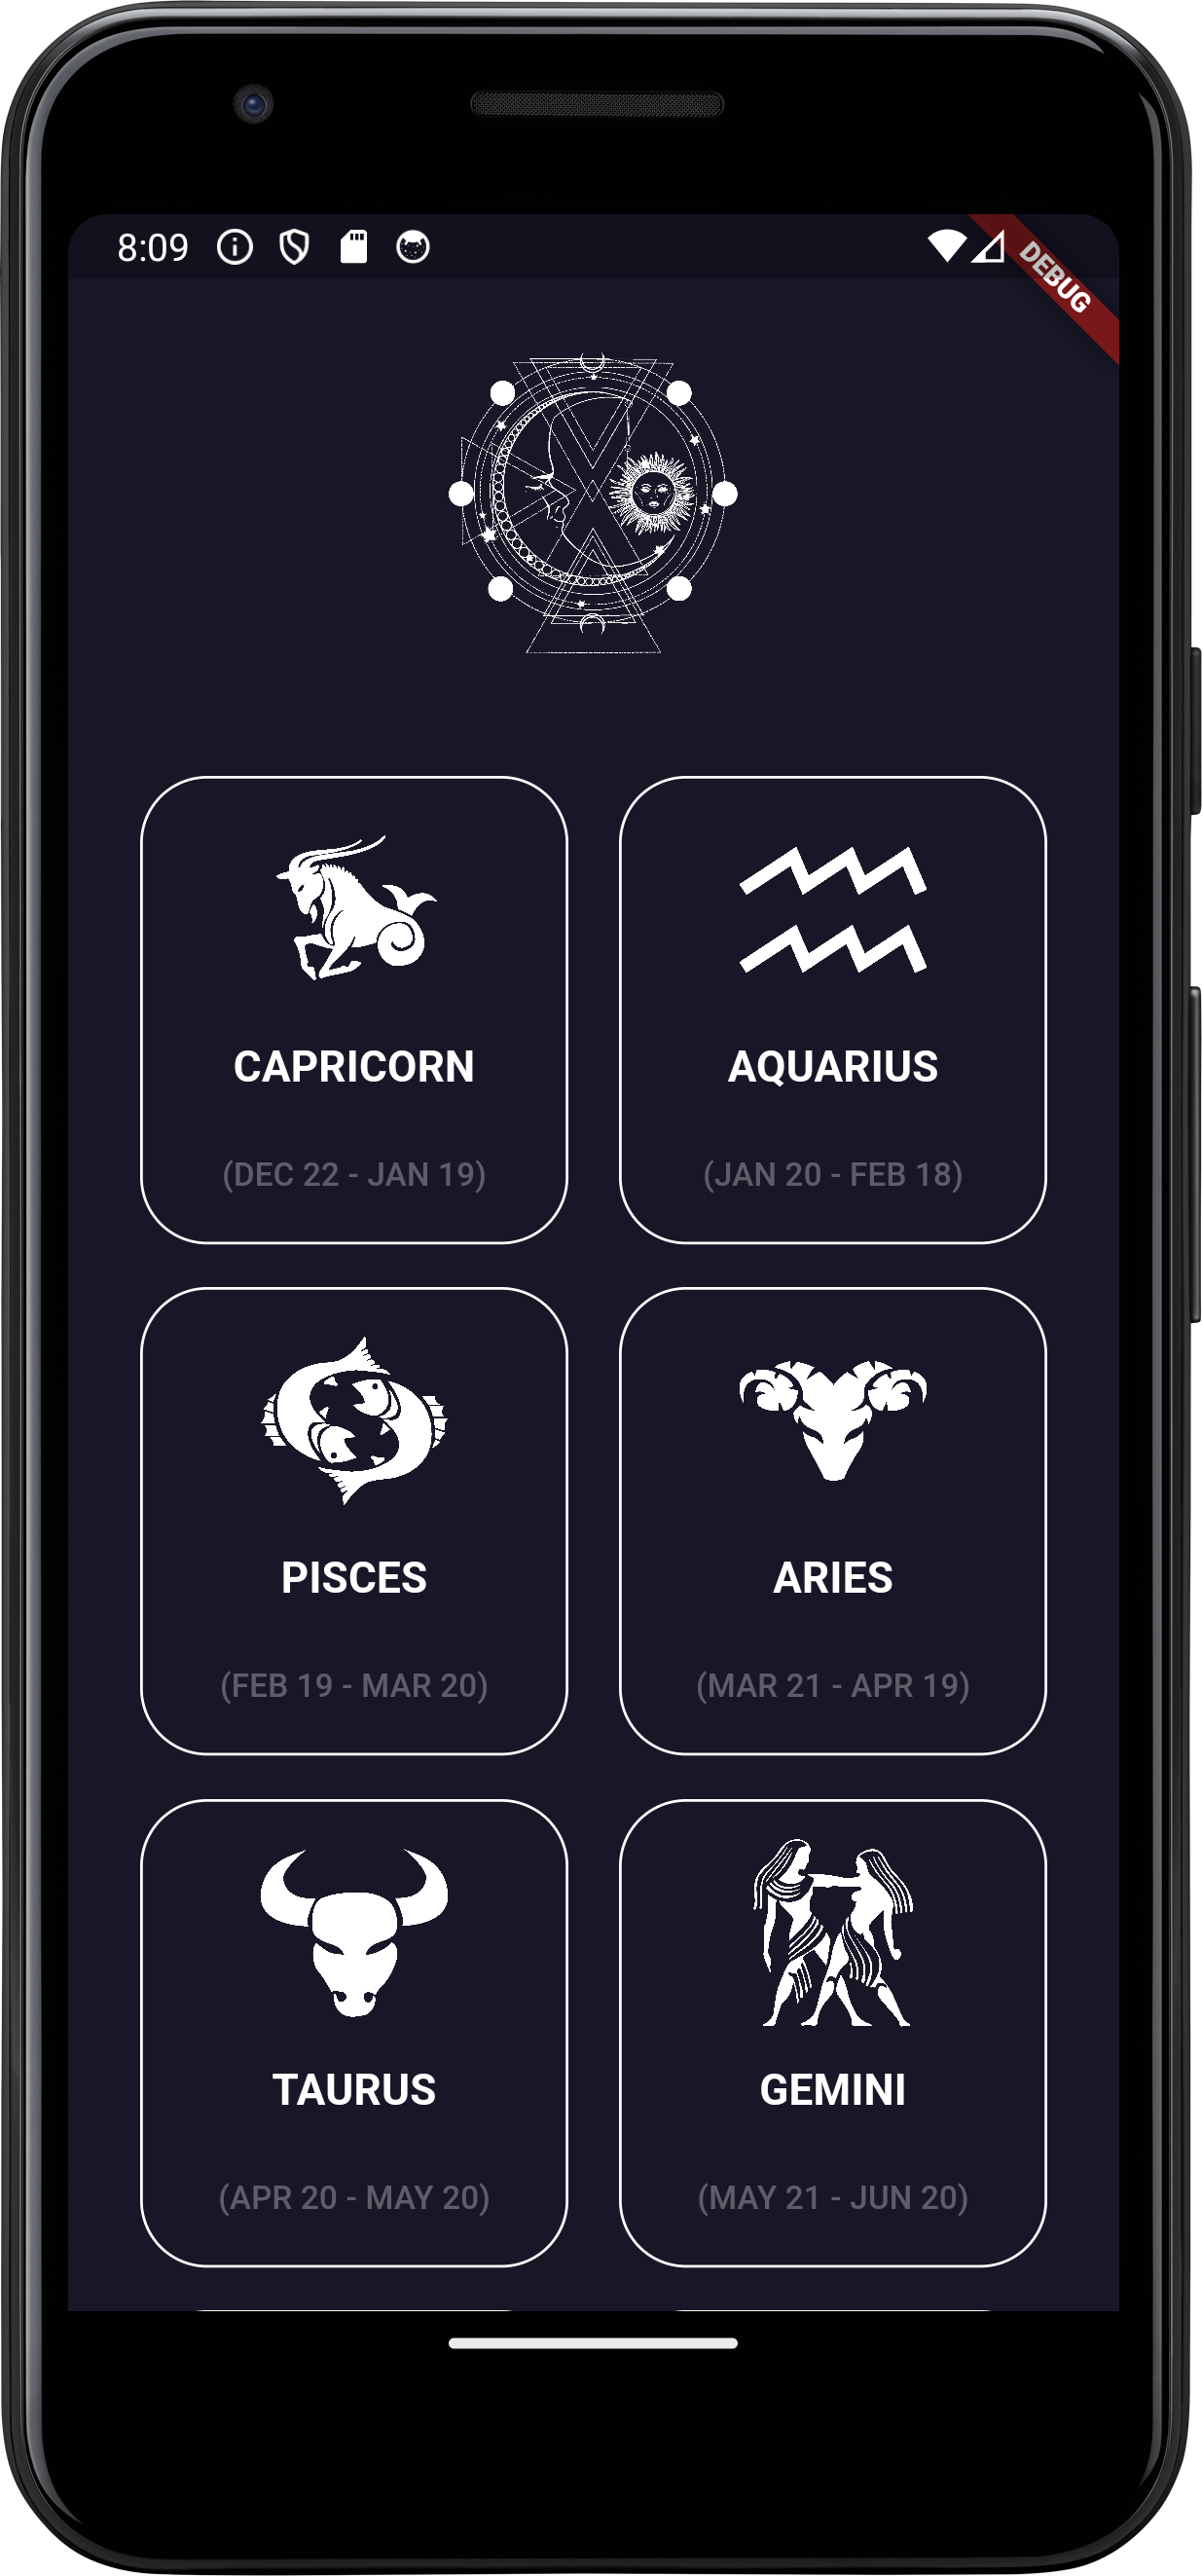 8:09
DEBUG
CAPRICORN
AQUARIUS
(DEC 22 - JAN 19)
(JAN 20 - FEB 18)
PISCES
ARIES
(FEB 19 - MAR 20)
(MAR 21 - APR 19)
TAURUS
GEMINI
(APR 20 - MAY 20)
(MAY 21 - JUN 20)